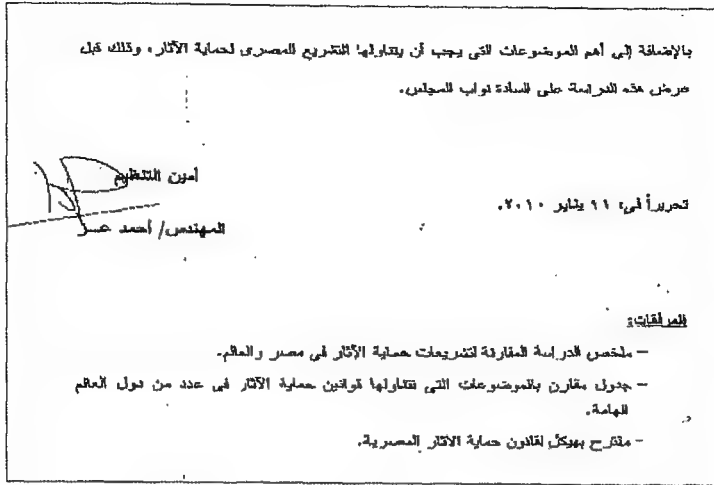 بالإضافة إلى أهم الموضوعات التى يجب أن يتناولها التشريع المصرى لحماية الآثار، وذلك قبل
عرض هذه الدراسة على السادة نواب المجلس.
أمين التنظيم
تحريراً فى: ١١ يناير ٢٠١٠.
المهندس/ أحمد عــز
المرفقات:
– ملخص الدراسة المقارنة لتشريعات حماية الآثار فى مصر والعالم.
– جدول مقارن بالموضوعات التى تتناولها قوانين حماية الآثار فى عدد من دول العالم
الهامة.
– مقترح بهيكل لقانون حماية الاثار المصرية.